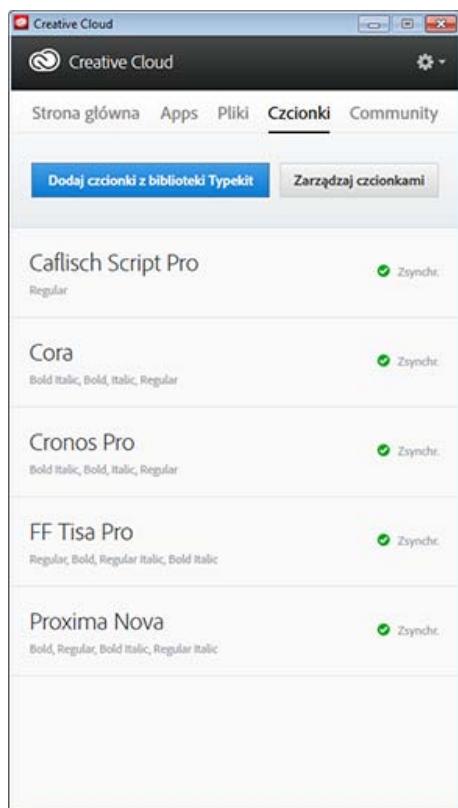 Creative Cloud
Creative Cloud
Strona główna Apps Pliki Czcionki Community
Dodaj czcionki z biblioteki Typekit Zarządzaj czcionkami
Caflisch Script Pro
Zsynchr.
Regular
Cora
Zsynchr.
Bold Italic, Bold, Italic, Regular
Cronos Pro
Zsynchr.
Bold Italic, Bold, Italic, Regular
FF Tisa Pro
Zsynchr.
Regular, Bold, Regular Italic, Bold Italic
Proxima Nova
Zsynchr.
Bold, Regular, Bold Italic, Regular Italic